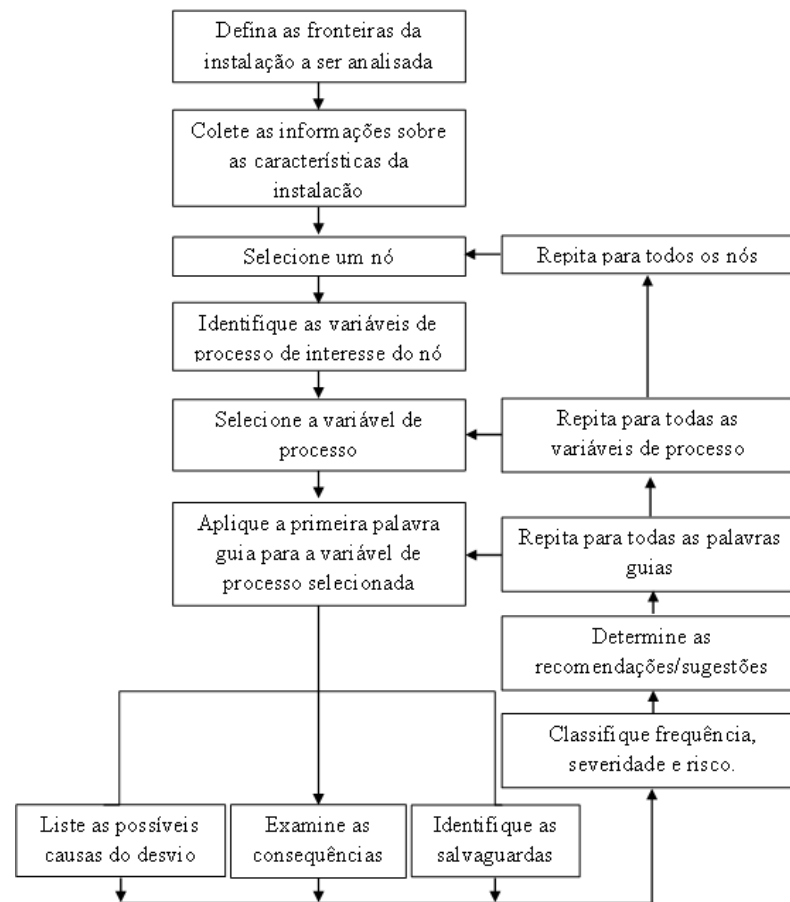 Defina as fronteiras da
instalação a ser analisada
Colete as informações sobre
as características da
instalacão
Selecione um nó
Repita para todos os nós
Identifique as variáveis de
processo de interesse do nó
Selecione a variável de
processo
Repita para todas as
variáveis de processo
Aplique a primeira palavra
guia para a variável de
processo selecionada
Repita para todas as palavras
guias
Determine as
recomendações/sugestões
Classifique frequência,
severidade e risco.
Liste as possíveis
causas do desvio
Examine as
consequências
Identifique as
salvaguardas